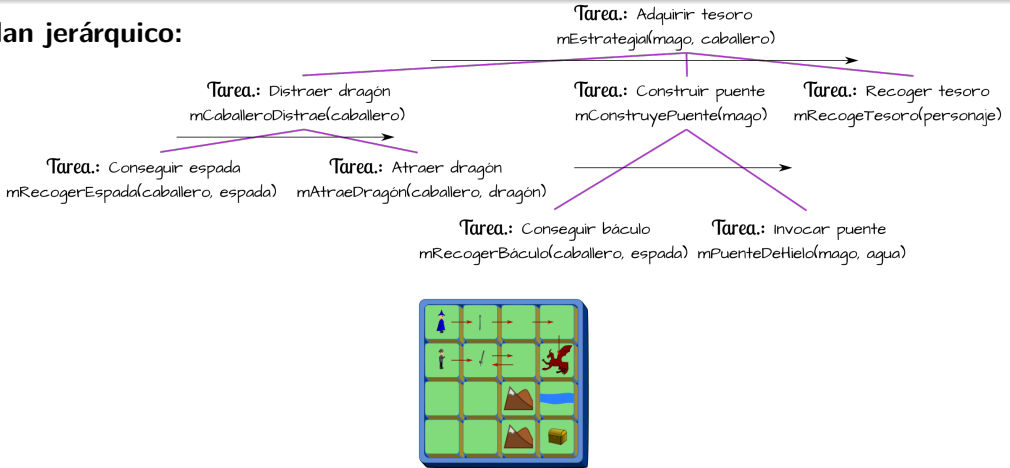 lan jerárquico:
Tarea.: Adquirir tesoro
mEstrategiaI(mago, caballero)
Tarea.: Distraer dragón
mCaballeroDistrae(caballero)
Tarea.: Construir puente
mConstruyePuente(mago)
Tarea.: Recoger tesoro
mRecogeTesoro(personaje)
Tarea.: Conseguir espada
mRecogerEspada(caballero, espada)
Tarea.: Atraer dragón
mAtraeDragón(caballero, dragón)
Tarea.: Conseguir báculo
mRecogerBáculo(caballero, espada)
Tarea.: Invocar puente
mPuenteDeHielo(mago, agua)